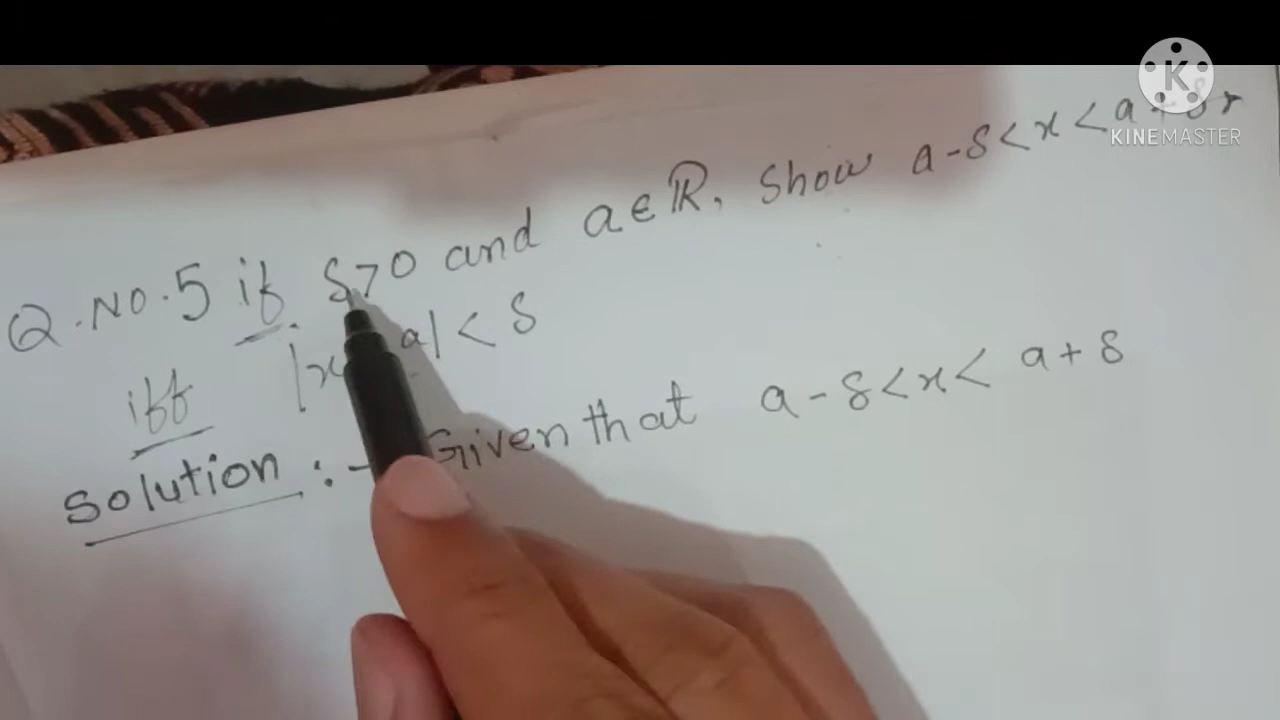 KINEMASTER
Q.NO.5 if δ>0 and a∈ℝ, Show a-δ<x<a+δ,
iff |x a|<δ
Solution :- Given that a-δ<x< a+δ